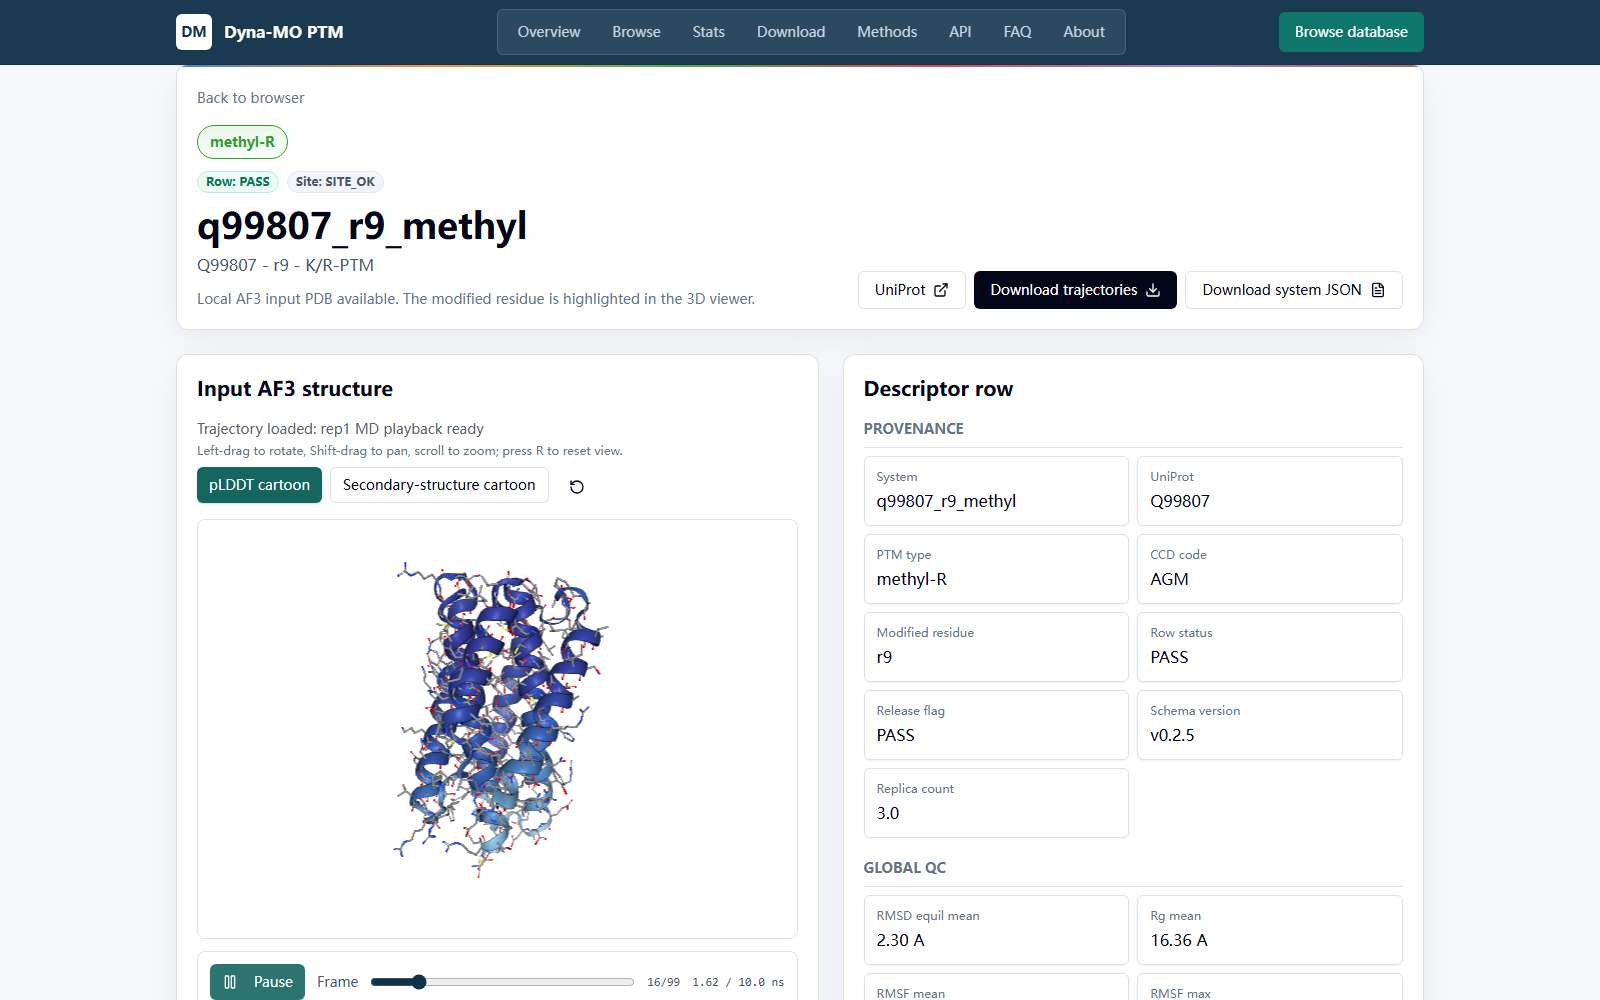 DM Dyna-MO PTM Overview Browse Stats Download Methods API FAQ About Browse database
Back to browser
methyl-R
Row: PASS Site: SITE_OK
q99807_r9_methyl
Q99807 - r9 - K/R-PTM
Local AF3 input PDB available. The modified residue is highlighted in the 3D viewer.
UniProt Download trajectories Download system JSON
Input AF3 structure
Trajectory loaded: rep1 MD playback ready
Left-drag to rotate, Shift-drag to pan, scroll to zoom; press R to reset view.
pLDDT cartoon Secondary-structure cartoon
Pause Frame 16/99 1.62 / 10.0 ns
Descriptor row
PROVENANCE
System
q99807_r9_methyl
UniProt
Q99807
PTM type
methyl-R
CCD code
AGM
Modified residue
r9
Row status
PASS
Release flag
PASS
Schema version
v0.2.5
Replica count
3.0
GLOBAL QC
RMSD equil mean
2.30 A
Rg mean
16.36 A
RMSF mean
RMSF max